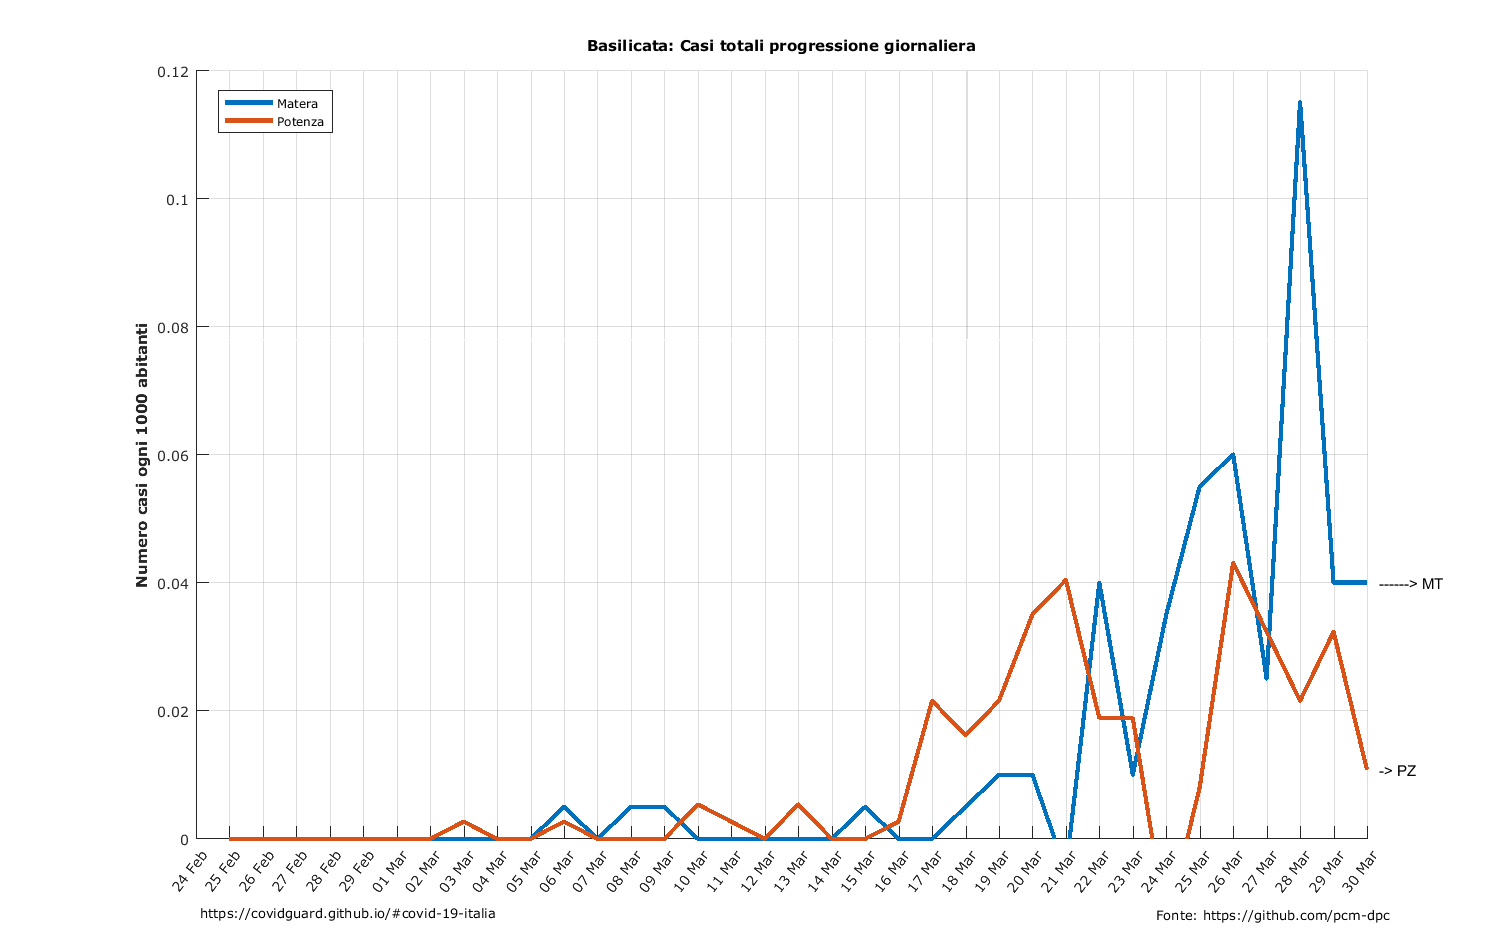 Basilicata: Casi totali progressione giornaliera
Matera
Potenza
Numero casi ogni 1000 abitanti
0.12
0.1
0.08
0.06
0.04
0.02
0
------> MT
-> PZ
24 Feb
25 Feb
26 Feb
27 Feb
28 Feb
29 Feb
01 Mar
02 Mar
03 Mar
04 Mar
05 Mar
06 Mar
07 Mar
08 Mar
09 Mar
10 Mar
11 Mar
12 Mar
13 Mar
14 Mar
15 Mar
16 Mar
17 Mar
18 Mar
19 Mar
20 Mar
21 Mar
22 Mar
23 Mar
24 Mar
25 Mar
26 Mar
27 Mar
28 Mar
29 Mar
30 Mar
https://covidguard.github.io/#covid-19-italia
Fonte: https://github.com/pcm-dpc